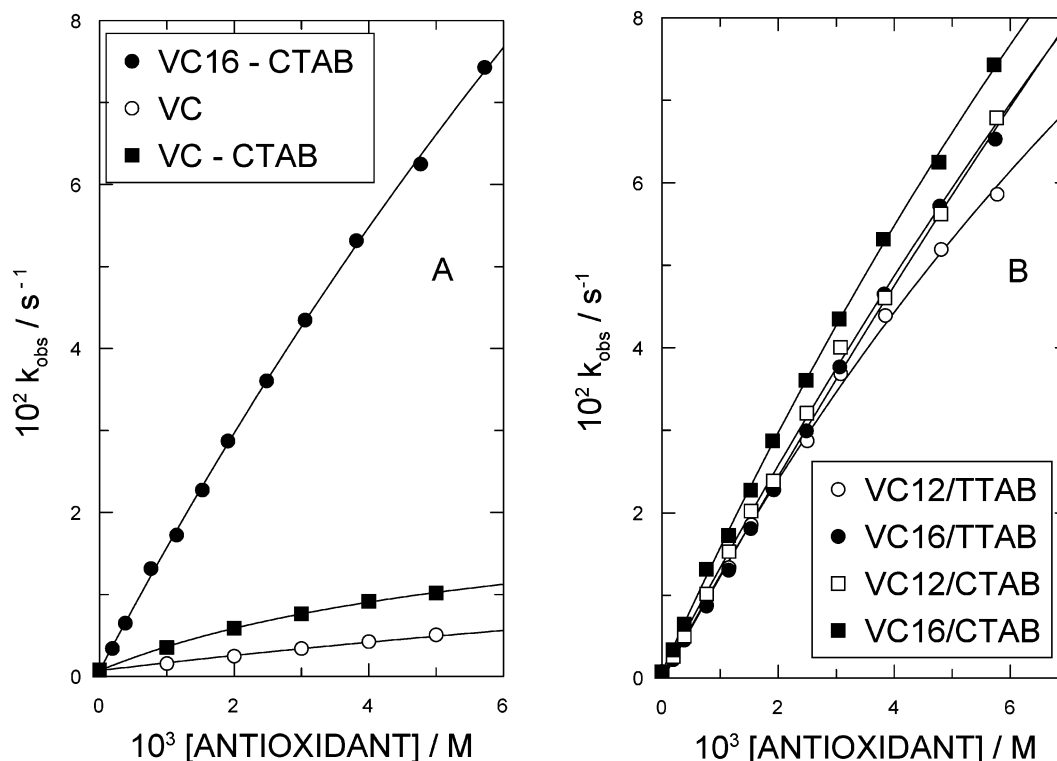 8
6
4
2
0
0
2
4
6
10² k_obs / s⁻¹
10³ [ANTIOXIDANT] / M
VC16 - CTAB
VC
VC - CTAB
A
8
6
4
2
0
0
2
4
6
10² k_obs / s⁻¹
10³ [ANTIOXIDANT] / M
B
VC12/TTAB
VC16/TTAB
VC12/CTAB
VC16/CTAB